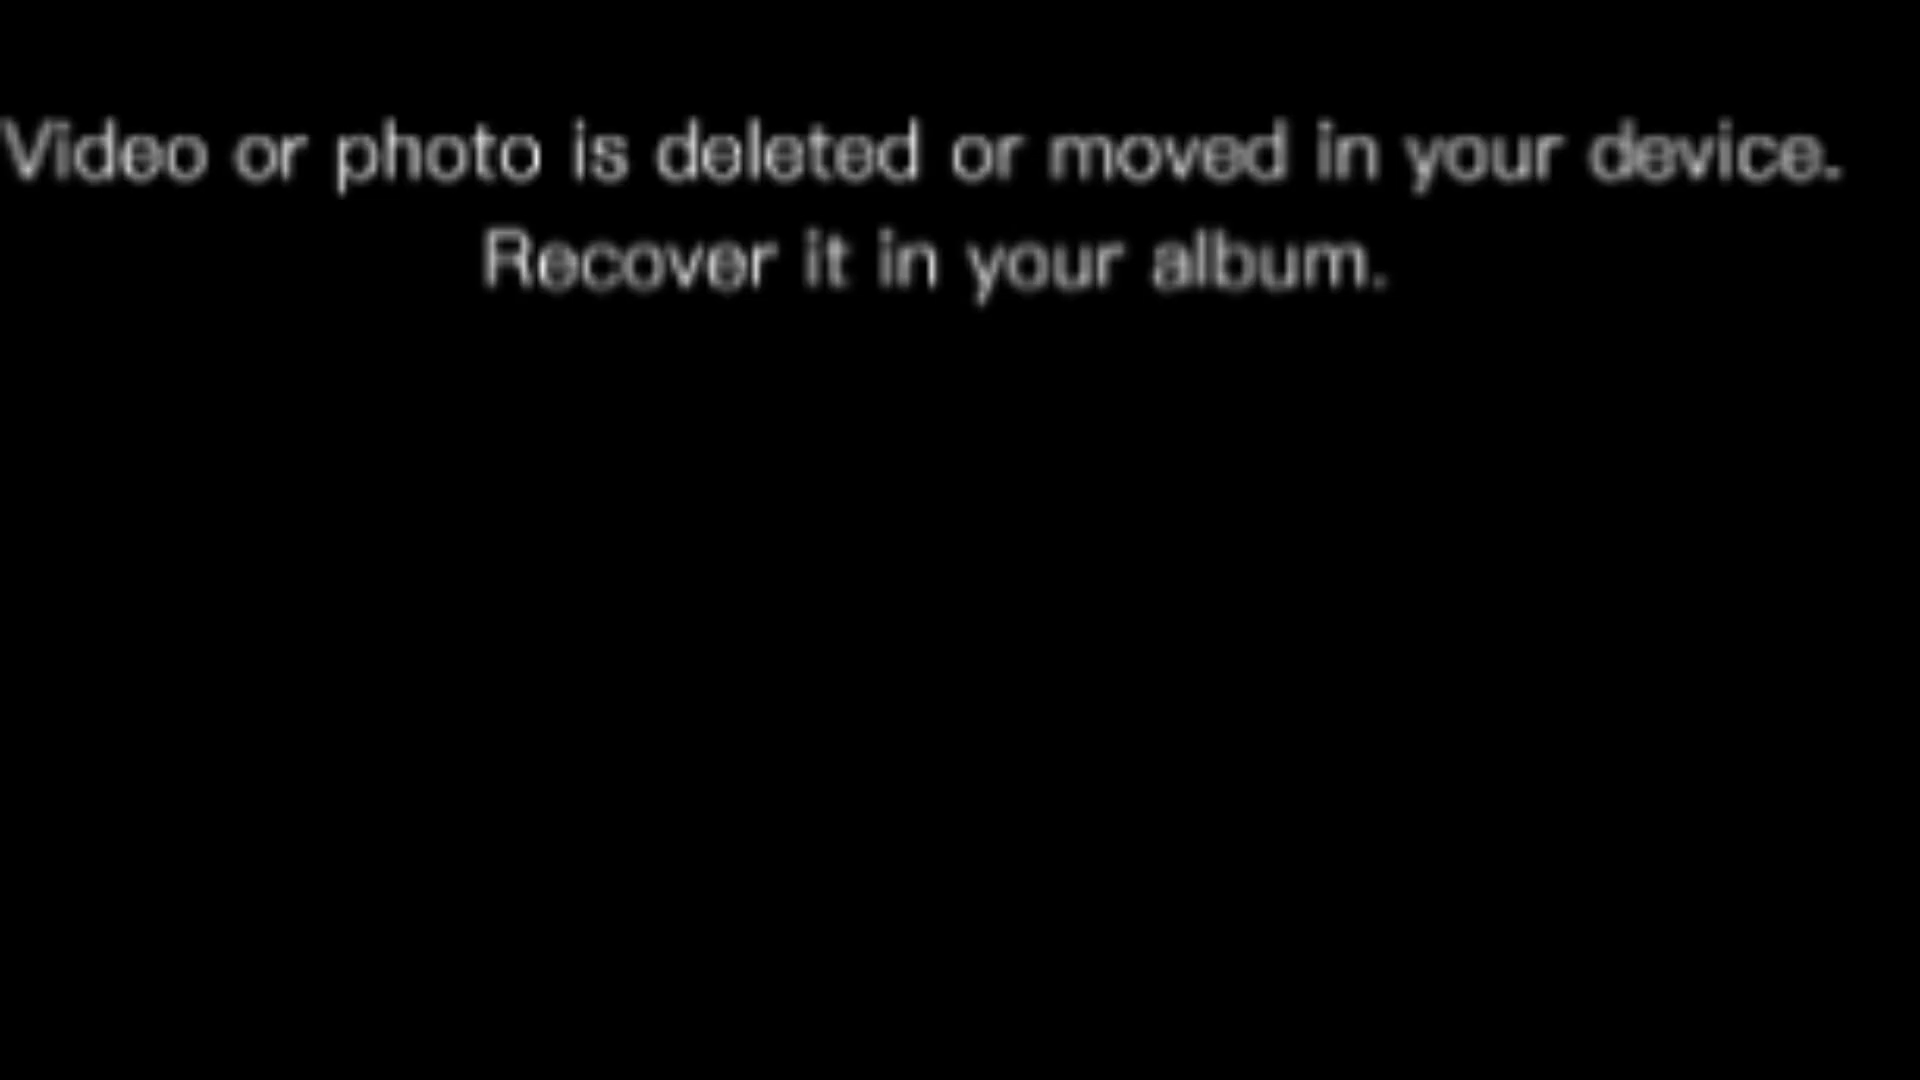 Video or photo is deleted or moved in your device.
Recover it in your album.